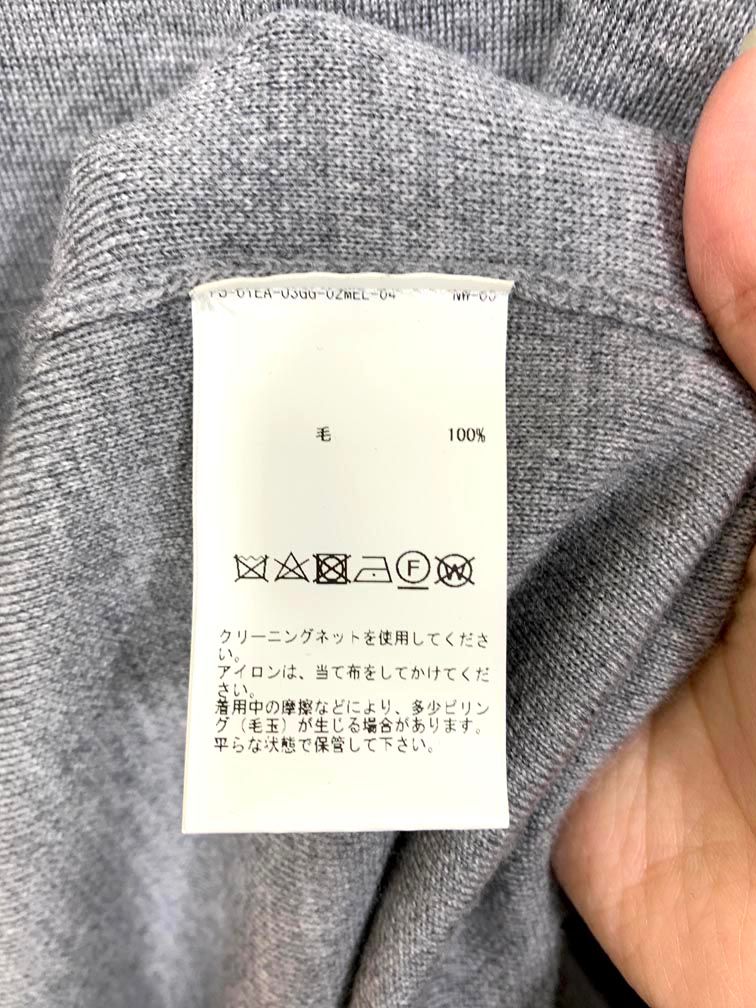 毛 100%
F W
クリーニングネットを使用してくださ
い。
アイロンは、当て布をしてかけてくだ
さい。
着用中の摩擦などにより、多少ピリン
グ（毛玉）が生じる場合があります。
平らな状態で保管して下さい。